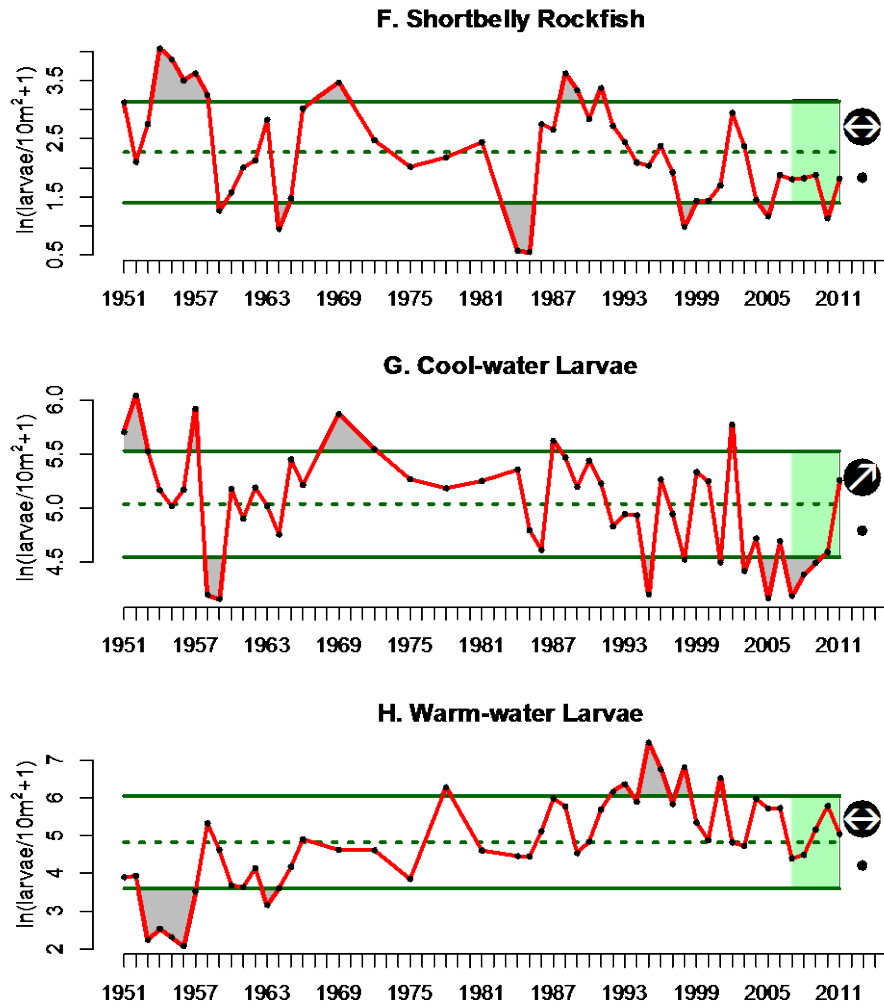 F. Shortbelly Rockfish
ln(larvae/10m²+1)
3.5
2.5
1.5
0.5
1951 1957 1963 1969 1975 1981 1987 1993 1999 2005 2011
G. Cool-water Larvae
ln(larvae/10m²+1)
6.0
5.5
5.0
4.5
1951 1957 1963 1969 1975 1981 1987 1993 1999 2005 2011
H. Warm-water Larvae
ln(larvae/10m²+1)
7
6
5
4
3
2
1951 1957 1963 1969 1975 1981 1987 1993 1999 2005 2011